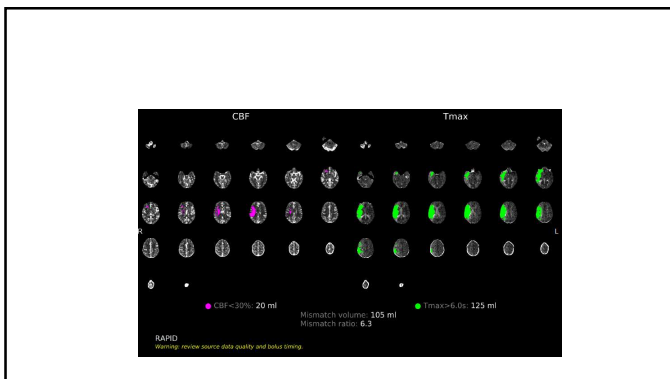 CBF
Tmax
R
L
CBF<30%: 20 ml
Tmax>6.0s: 125 ml
Mismatch volume: 105 ml
Mismatch ratio: 6.3
RAPID
Warning: review source data quality and bolus timing.